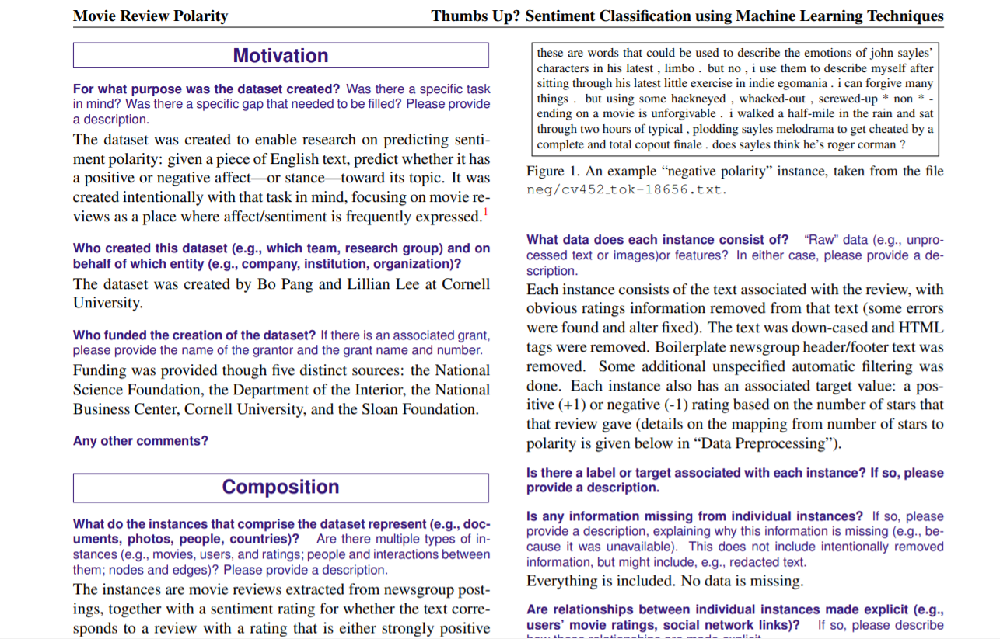 Movie Review Polarity
Thumbs Up? Sentiment Classification using Machine Learning Techniques
Motivation
For what purpose was the dataset created? Was there a specific task
in mind? Was there a specific gap that needed to be filled? Please provide
a description.
The dataset was created to enable research on predicting senti-
ment polarity: given a piece of English text, predict whether it has
a positive or negative affect—or stance—toward its topic. It was
created intentionally with that task in mind, focusing on movie re-
views as a place where affect/sentiment is frequently expressed.1
Who created this dataset (e.g., which team, research group) and on
behalf of which entity (e.g., company, institution, organization)?
The dataset was created by Bo Pang and Lillian Lee at Cornell
University.
Who funded the creation of the dataset? If there is an associated grant,
please provide the name of the grantor and the grant name and number.
Funding was provided though five distinct sources: the National
Science Foundation, the Department of the Interior, the National
Business Center, Cornell University, and the Sloan Foundation.
Any other comments?
Composition
What do the instances that comprise the dataset represent (e.g., doc-
uments, photos, people, countries)? Are there multiple types of in-
stances (e.g., movies, users, and ratings; people and interactions between
them; nodes and edges)? Please provide a description.
The instances are movie reviews extracted from newsgroup post-
ings, together with a sentiment rating for whether the text corre-
sponds to a review with a rating that is either strongly positive
these are words that could be used to describe the emotions of john sayles'
characters in his latest , limbo . but no , i use them to describe myself after
sitting through his latest little exercise in indie egomania . i can forgive many
things . but using some hackneyed , whacked-out , screwed-up * non * -
ending on a movie is unforgivable . i walked a half-mile in the rain and sat
through two hours of typical , plodding sayles melodrama to get cheated by a
complete and total copout finale . does sayles think he's roger corman ?
Figure 1. An example “negative polarity” instance, taken from the file
neg/cv452_tok-18656.txt.
What data does each instance consist of? “Raw” data (e.g., unpro-
cessed text or images)or features? In either case, please provide a de-
scription.
Each instance consists of the text associated with the review, with
obvious ratings information removed from that text (some errors
were found and alter fixed). The text was down-cased and HTML
tags were removed. Boilerplate newsgroup header/footer text was
removed. Some additional unspecified automatic filtering was
done. Each instance also has an associated target value: a pos-
itive (+1) or negative (-1) rating based on the number of stars that
that review gave (details on the mapping from number of stars to
polarity is given below in “Data Preprocessing”).
Is there a label or target associated with each instance? If so, please
provide a description.
Is any information missing from individual instances? If so, please
provide a description, explaining why this information is missing (e.g., be-
cause it was unavailable). This does not include intentionally removed
information, but might include, e.g., redacted text.
Everything is included. No data is missing.
Are relationships between individual instances made explicit (e.g.,
users' movie ratings, social network links)? If so, please describe